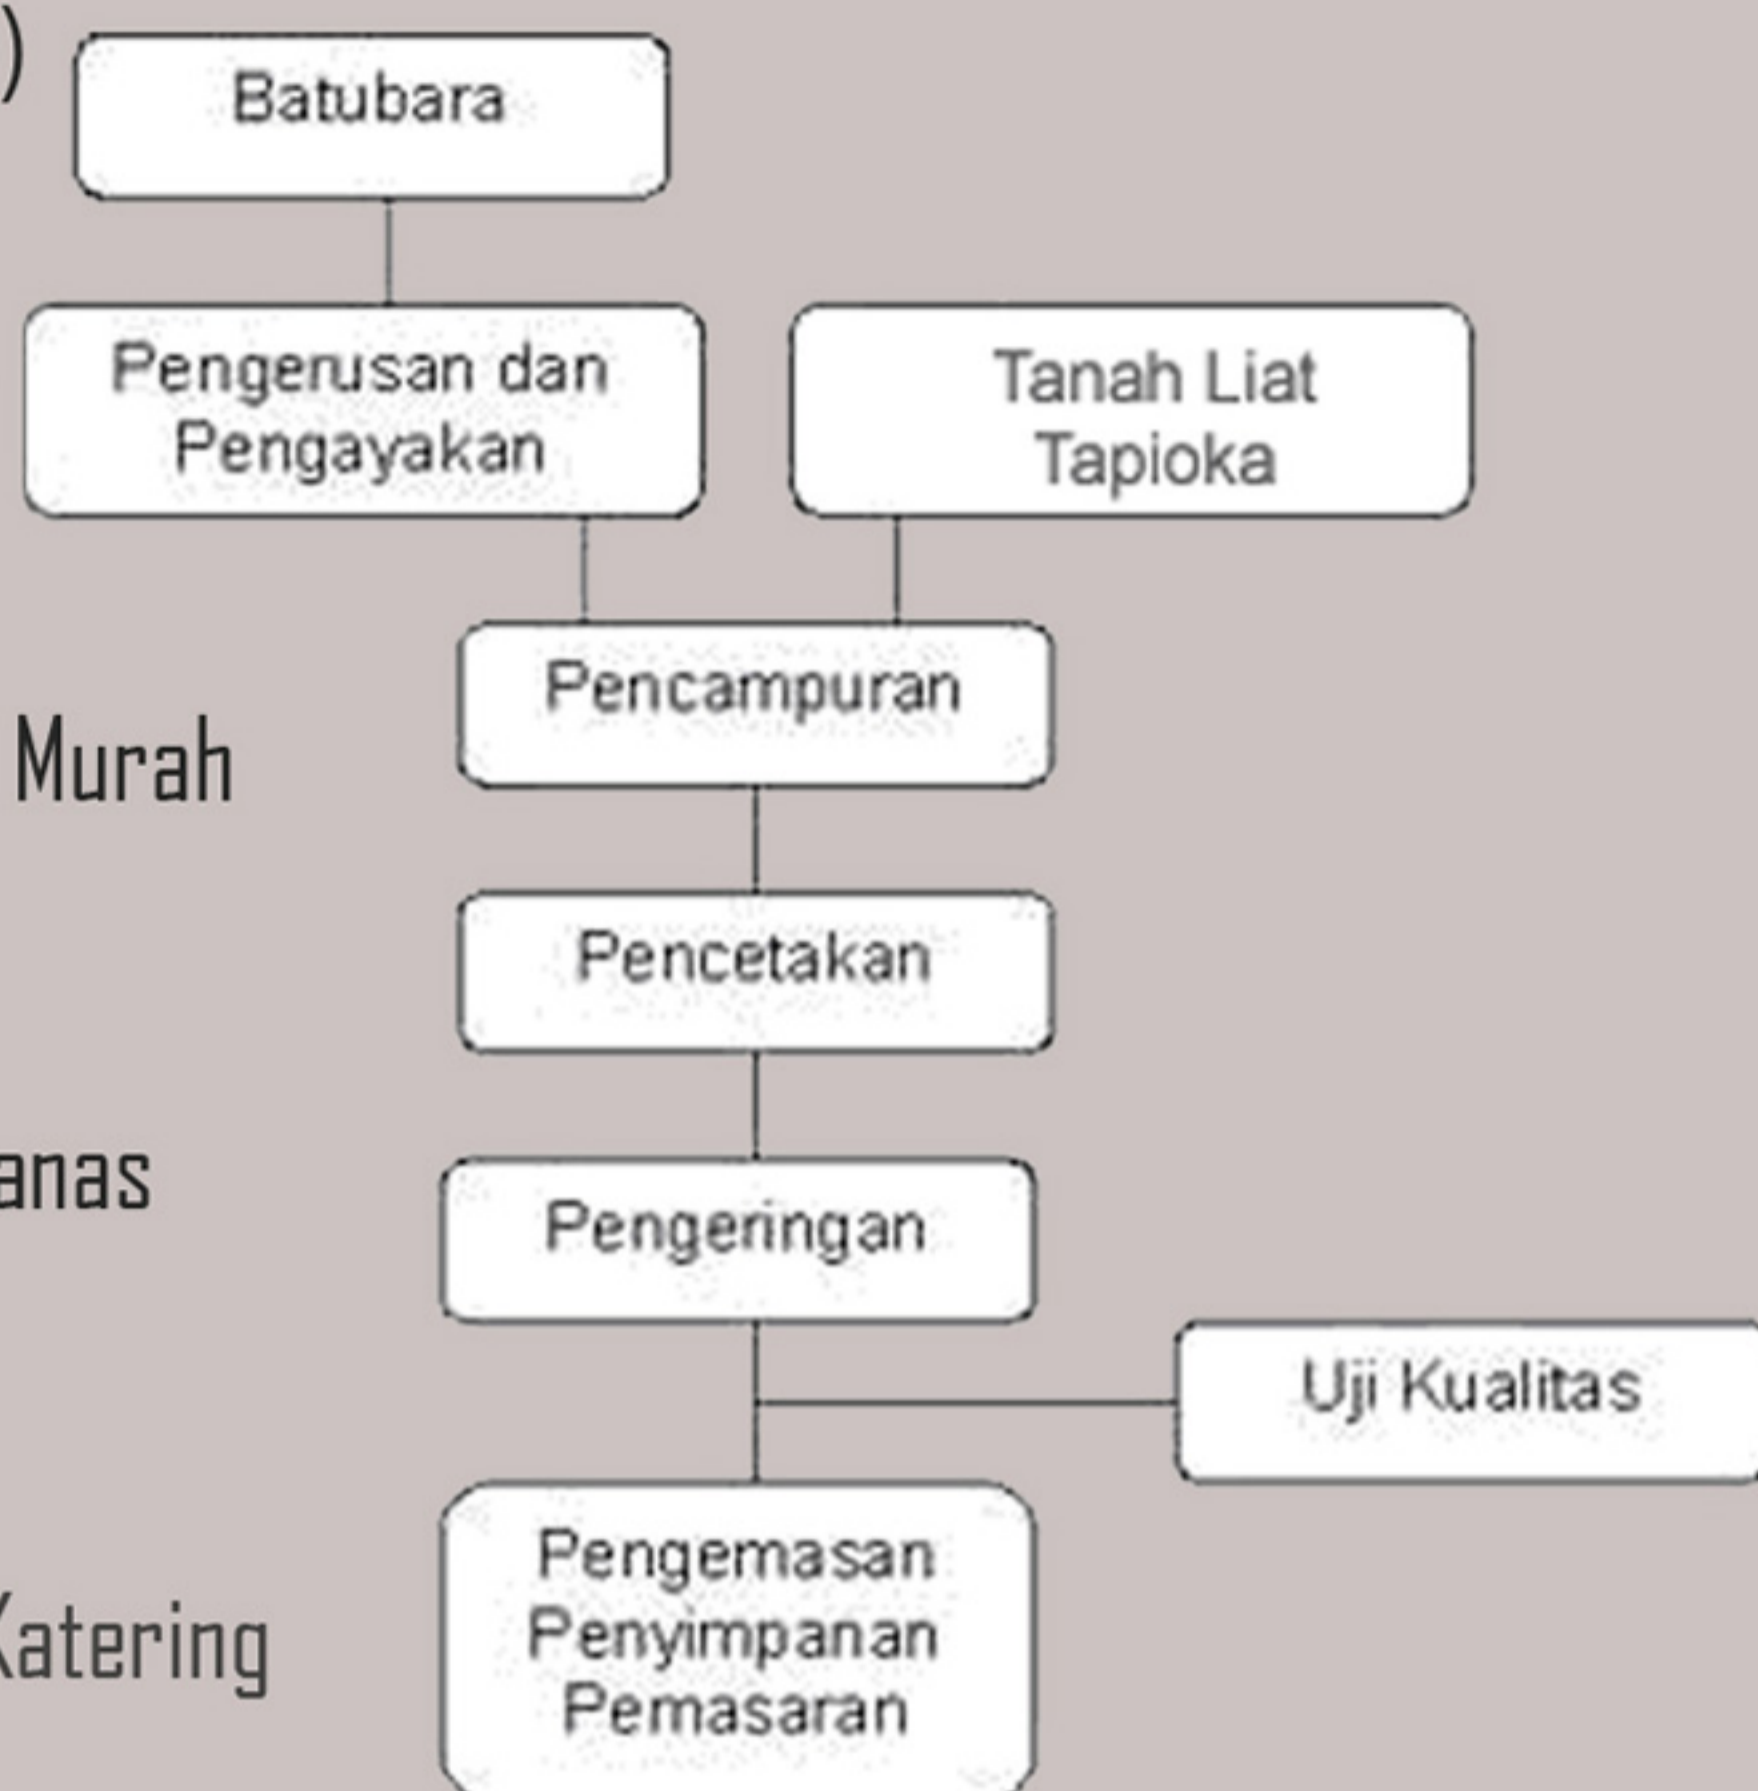 )
Batubara
Pengerusan dan
Pengayakan
Tanah Liat
Tapioka
Pencampuran
Murah
Pencetakan
anas
Pengeringan
Uji Kualitas
Pengemasan
Penyimpanan
Pemasaran
Katering